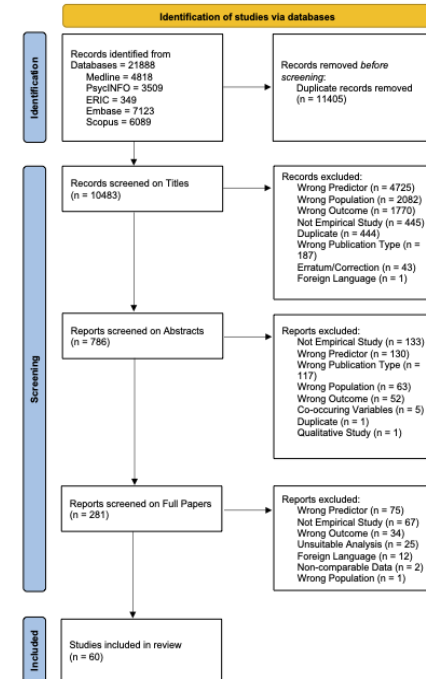 Identification of studies via databases
Identification
Records identified from
Databases = 21888
Medline = 4818
PsycINFO = 3509
ERIC = 349
Embase = 7123
Scopus = 6089
Records removed before
screening:
Duplicate records removed
(n = 11405)
Screening
Records screened on Titles
(n = 10483)
Records excluded:
Wrong Predictor (n = 4725)
Wrong Population (n = 2082)
Wrong Outcome (n = 1770)
Not Empirical Study (n = 445)
Duplicate (n = 444)
Wrong Publication Type (n =
187)
Erratum/Correction (n = 43)
Foreign Language (n = 1)
Reports screened on Abstracts
(n = 786)
Reports excluded:
Not Empirical Study (n = 133)
Wrong Predictor (n = 130)
Wrong Publication Type (n =
117)
Wrong Population (n = 63)
Wrong Outcome (n = 52)
Co-occuring Variables (n = 5)
Duplicate (n = 1)
Qualitative Study (n = 1)
Reports screened on Full Papers
(n = 281)
Reports excluded:
Wrong Predictor (n = 75)
Not Empirical Study (n = 67)
Wrong Outcome (n = 34)
Unsuitable Analysis (n = 25)
Foreign Language (n = 12)
Non-comparable Data (n = 2)
Wrong Population (n = 1)
Included
Studies included in review
(n = 60)